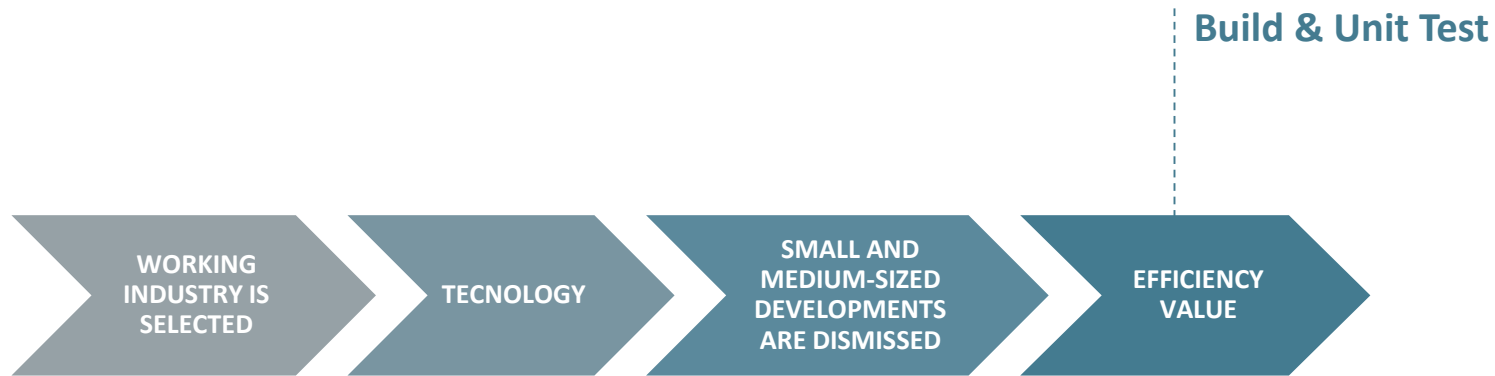 Build & Unit Test
WORKING
INDUSTRY IS
SELECTED
TECNOLOGY
SMALL AND
MEDIUM-SIZED
DEVELOPMENTS
ARE DISMISSED
EFFICIENCY
VALUE